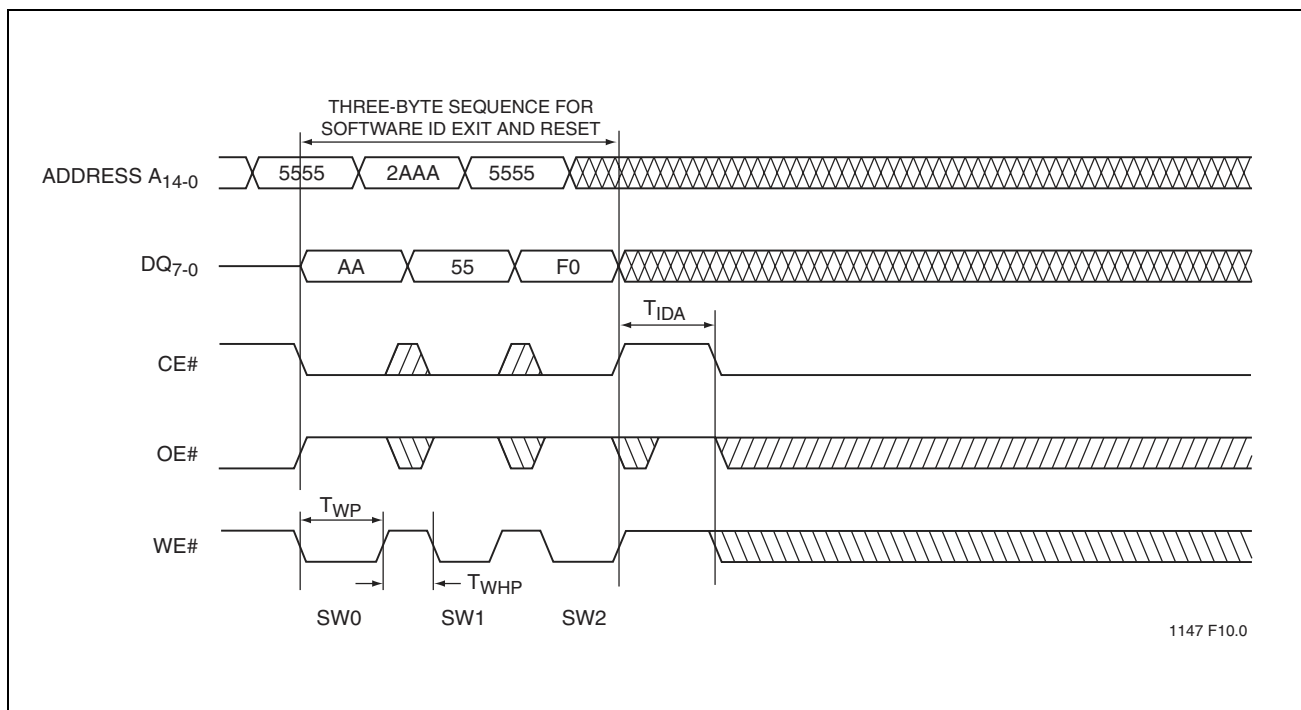 THREE-BYTE SEQUENCE FOR
SOFTWARE ID EXIT AND RESET
ADDRESS A14-0
5555 2AAA 5555
DQ7-0
AA 55 F0
TIDA
CE#
OE#
TWP
WE#
TWHP
SW0 SW1 SW2
1147 F10.0